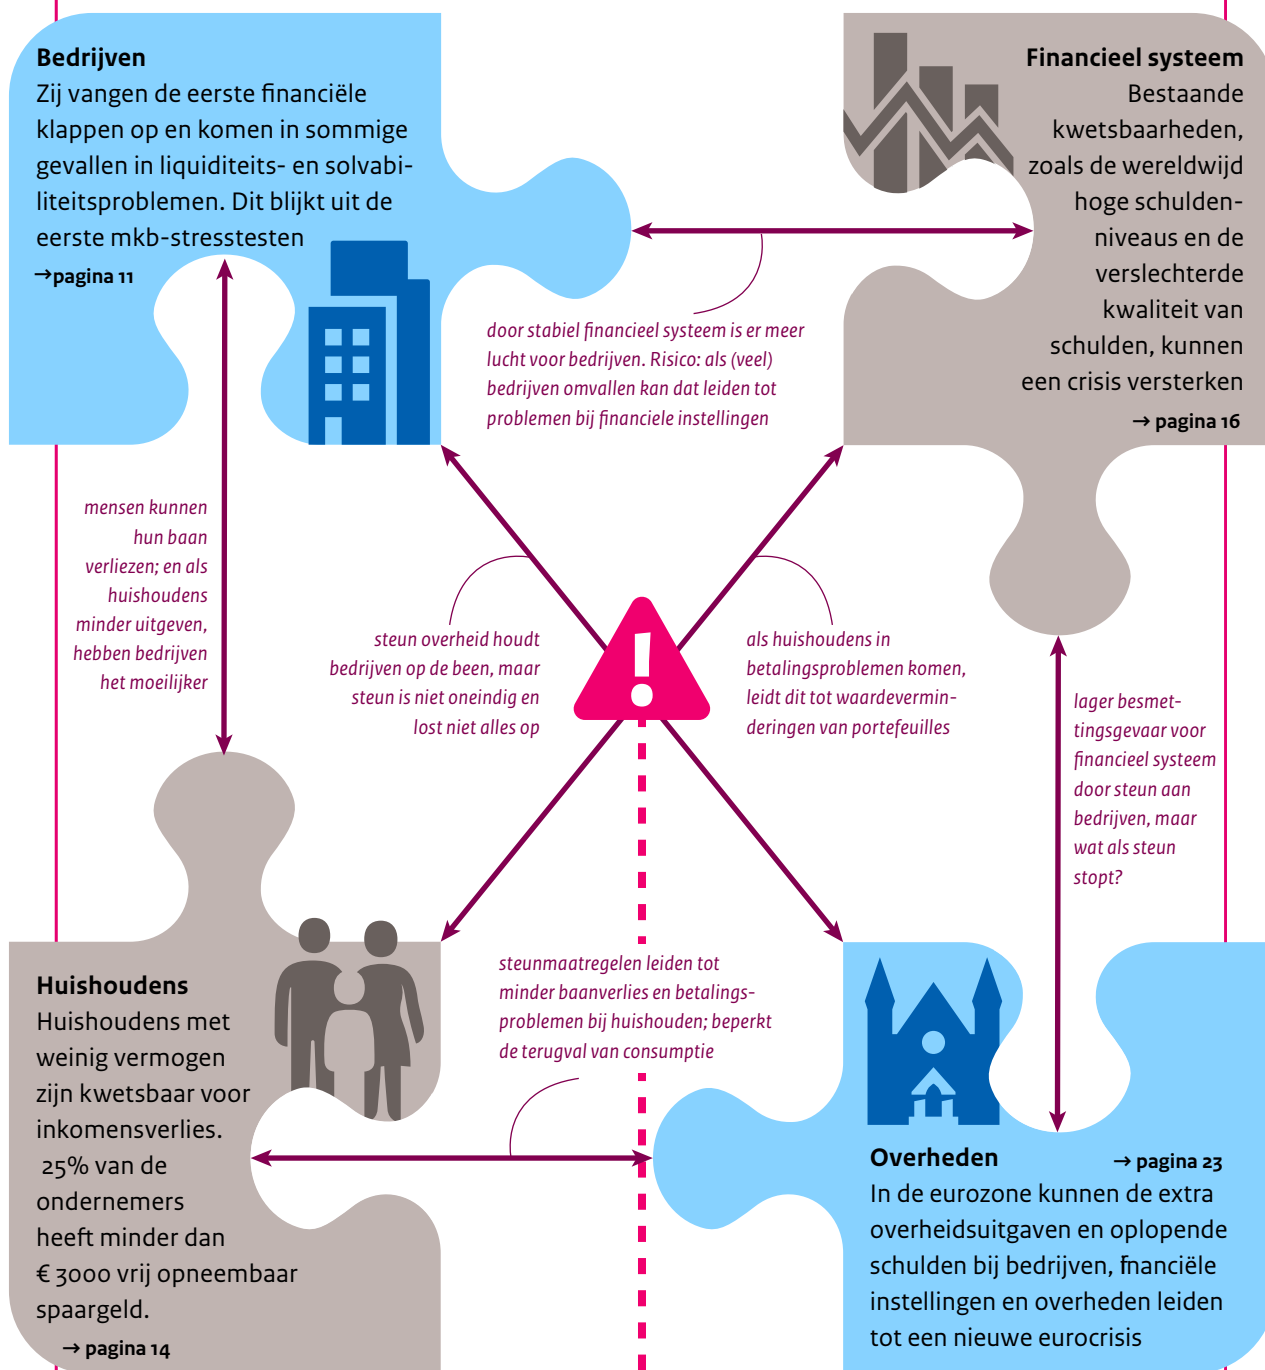 Bedrijven
Zij vangen de eerste financiële
klappen op en komen in sommige
gevallen in liquiditeits- en solvabi-
liteitsproblemen. Dit blijkt uit de
eerste mkb-stresstesten
→pagina 11
Financieel systeem
Bestaande
kwetsbaarheden,
zoals de wereldwijd
hoge schulden-
niveaus en de
verslechterde
kwaliteit van
schulden, kunnen
een crisis versterken
→ pagina 16
door stabiel financieel systeem is er meer
lucht voor bedrijven. Risico: als (veel)
bedrijven omvallen kan dat leiden tot
problemen bij financiele instellingen
mensen kunnen
hun baan
verliezen; en als
huishoudens
minder uitgeven,
hebben bedrijven
het moeilijker
steun overheid houdt
bedrijven op de been, maar
steun is niet oneindig en
lost niet alles op
!
als huishoudens in
betalingsproblemen komen,
leidt dit tot waardevermin-
deringen van portefeuilles
lager besmet-
tingsgevaar voor
financieel systeem
door steun aan
bedrijven, maar
wat als steun
stopt?
steunmaatregelen leiden tot
minder baanverlies en betalings-
problemen bij huishouden; beperkt
de terugval van consumptie
Huishoudens
Huishoudens met
weinig vermogen
zijn kwetsbaar voor
inkomensverlies.
25% van de
ondernemers
heeft minder dan
€ 3000 vrij opneembaar
spaargeld.
→ pagina 14
Overheden → pagina 23
In de eurozone kunnen de extra
overheidsuitgaven en oplopende
schulden bij bedrijven, financiële
instellingen en overheden leiden
tot een nieuwe eurocrisis